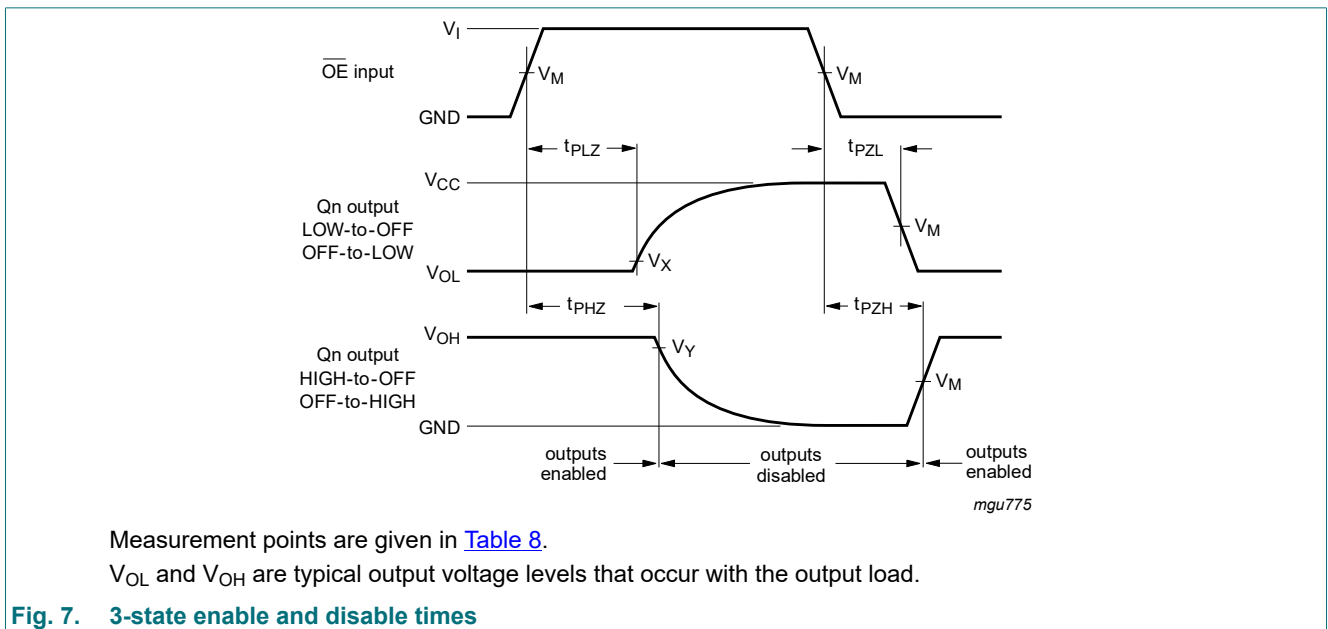 V_I
OE input
V_M
V_M
GND
t_PLZ
t_PZL
V_CC
Qn output
LOW-to-OFF
OFF-to-LOW
V_M
V_X
V_OL
t_PHZ
t_PZH
V_OH
Qn output
HIGH-to-OFF
OFF-to-HIGH
V_Y
V_M
GND
outputs
enabled
outputs
disabled
outputs
enabled
mgu775
Measurement points are given in Table 8.
V_OL and V_OH are typical output voltage levels that occur with the output load.
Fig. 7. 3-state enable and disable times